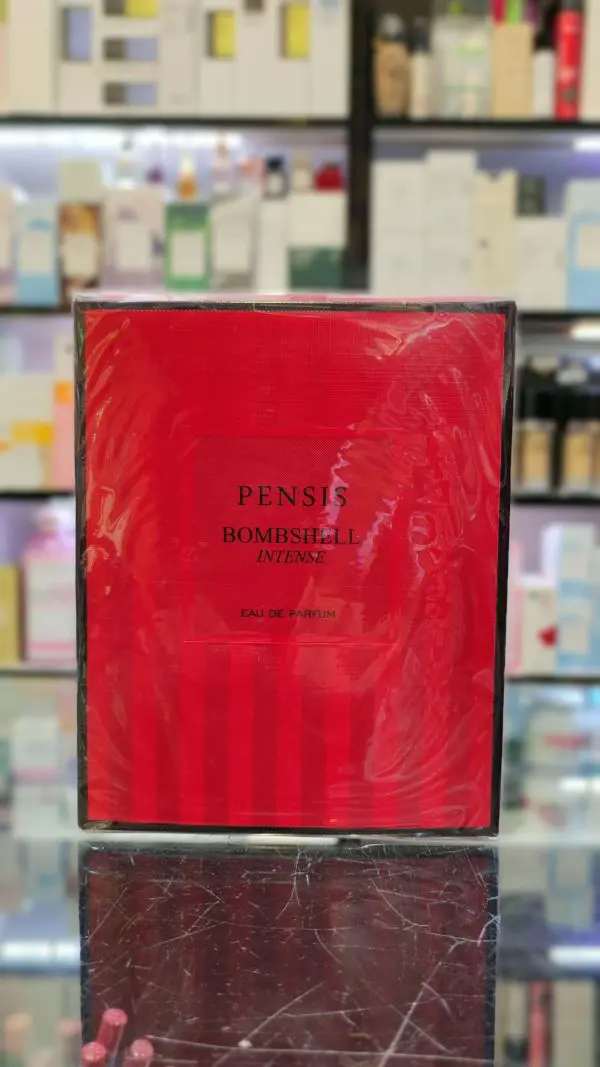 PENSIS
BOMBSHELL
INTENSE
EAU DE PARFUM